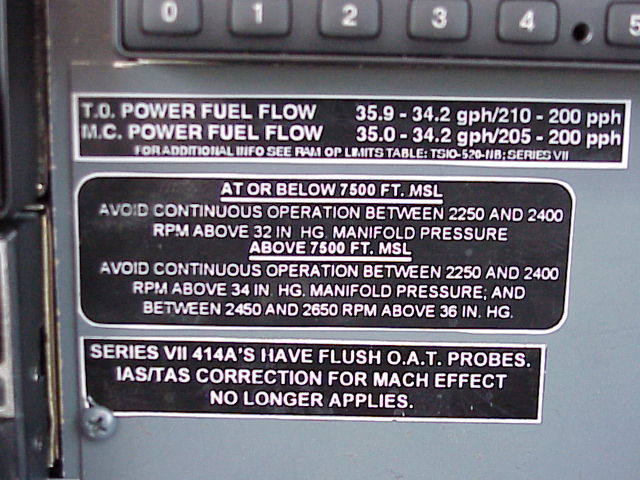 0 1 2 3 4 5
T.O. POWER FUEL FLOW 35.9 - 34.2 gph/210 - 200 pph
M.C. POWER FUEL FLOW 35.0 - 34.2 gph/205 - 200 pph
FOR ADDITIONAL INFO SEE RAM OP LIMITS TABLE: TSIO-520-NB; SERIES VII
AT OR BELOW 7500 FT. MSL
AVOID CONTINUOUS OPERATION BETWEEN 2250 AND 2400
RPM ABOVE 32 IN HG. MANIFOLD PRESSURE
ABOVE 7500 FT. MSL
AVOID CONTINUOUS OPERATION BETWEEN 2250 AND 2400
RPM ABOVE 34 IN HG. MANIFOLD PRESSURE; AND
BETWEEN 2450 AND 2650 RPM ABOVE 36 IN. HG.
SERIES VII 414A'S HAVE FLUSH O.A.T. PROBES.
IAS/TAS CORRECTION FOR MACH EFFECT
NO LONGER APPLIES.